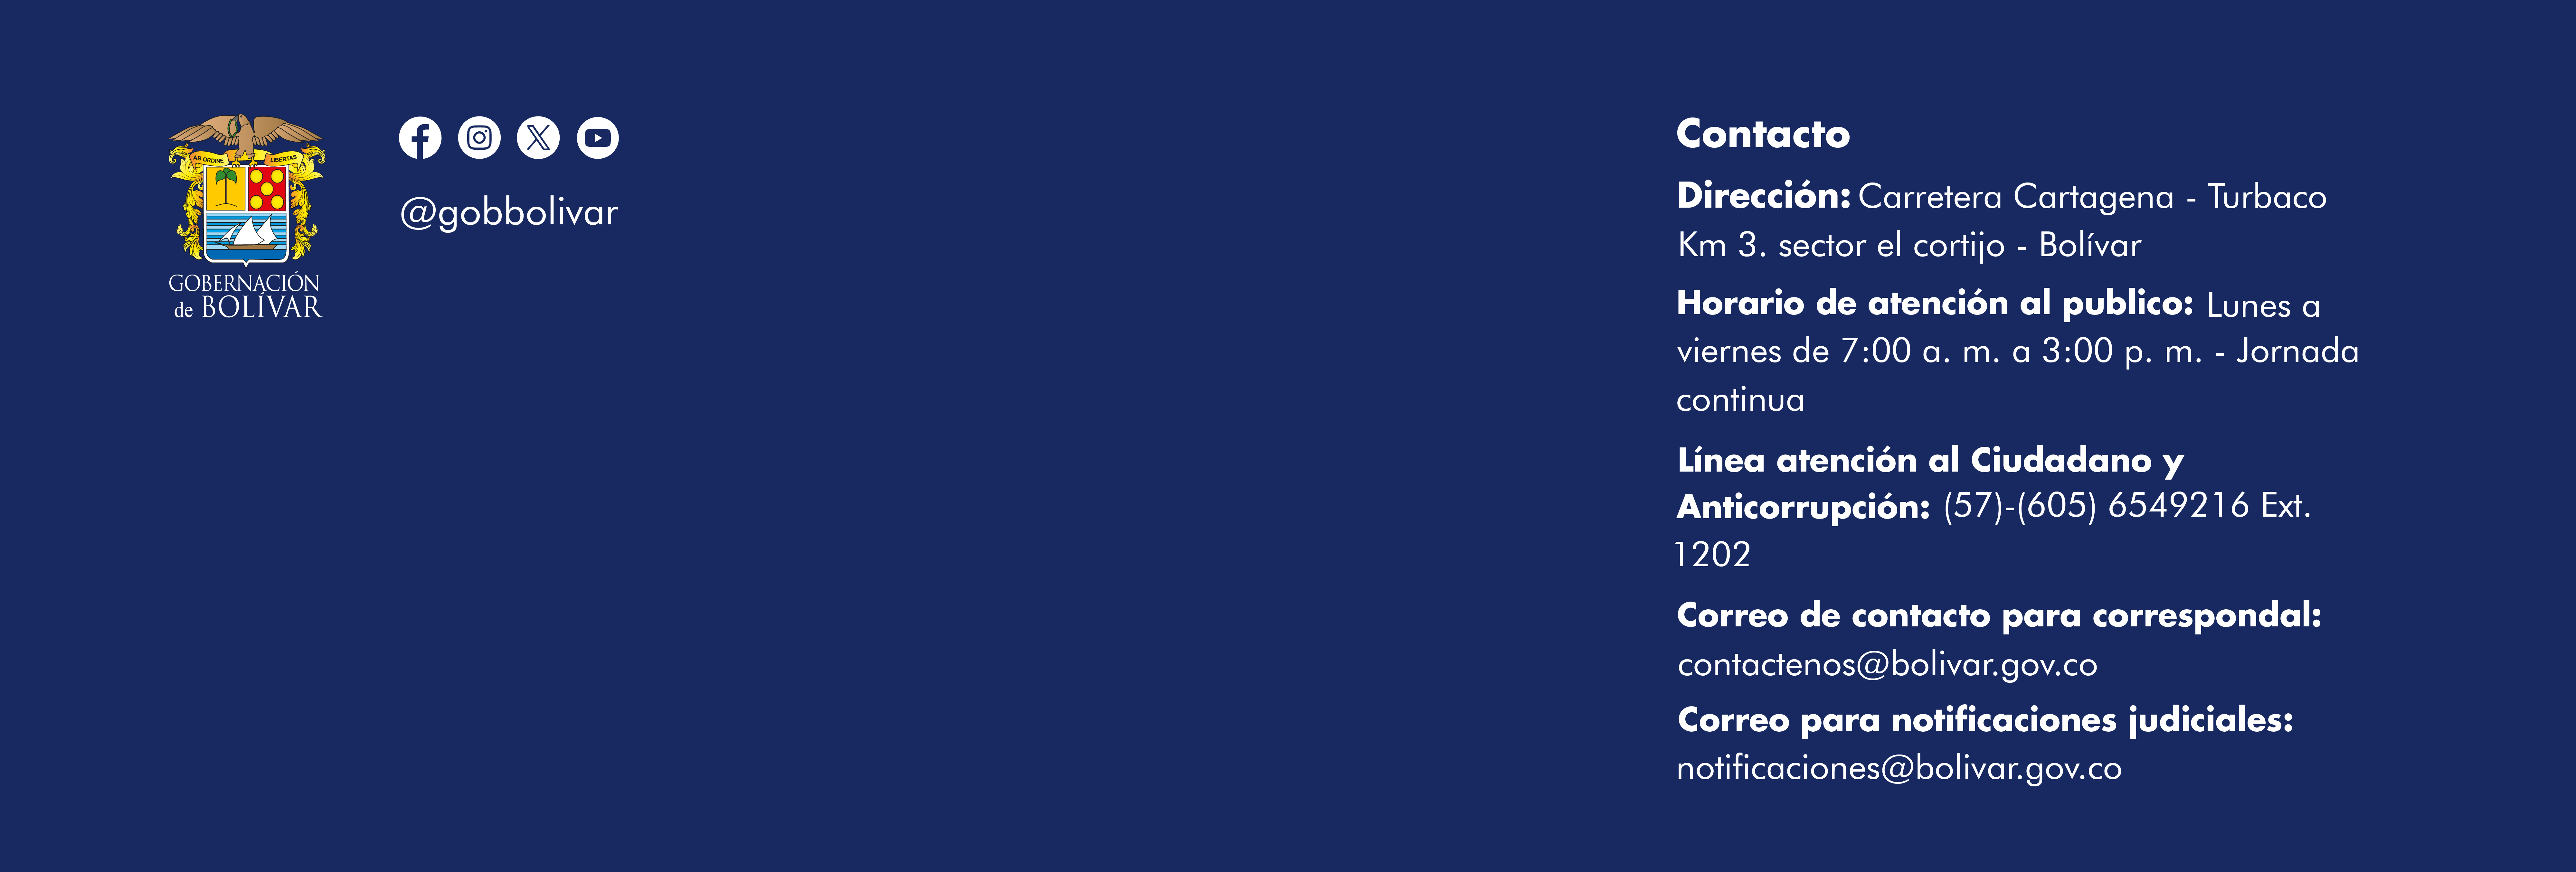 AB ORDINE
LIBERTAS
GOBERNACIÓN
de BOLÍVAR
@gobbolivar
Contacto
Dirección: Carretera Cartagena - Turbaco
Km 3. sector el cortijo - Bolívar
Horario de atención al publico: Lunes a
viernes de 7:00 a. m. a 3:00 p. m. - Jornada
continua
Línea atención al Ciudadano y
Anticorrupción: (57)-(605) 6549216 Ext.
1202
Correo de contacto para correspondal:
contactenos@bolivar.gov.co
Correo para notificaciones judiciales:
notificaciones@bolivar.gov.co